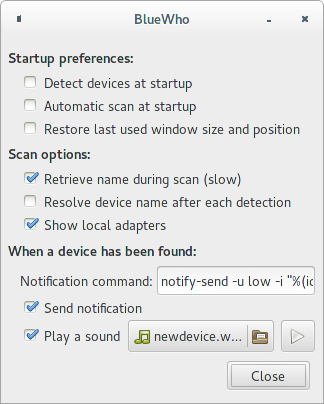 BlueWho
Startup preferences:
Detect devices at startup
Automatic scan at startup
Restore last used window size and position
Scan options:
Retrieve name during scan (slow)
Resolve device name after each detection
Show local adapters
When a device has been found:
Notification command: notify-send -u low -i "%(ic
Send notification
Play a sound newdevice.w...
Close